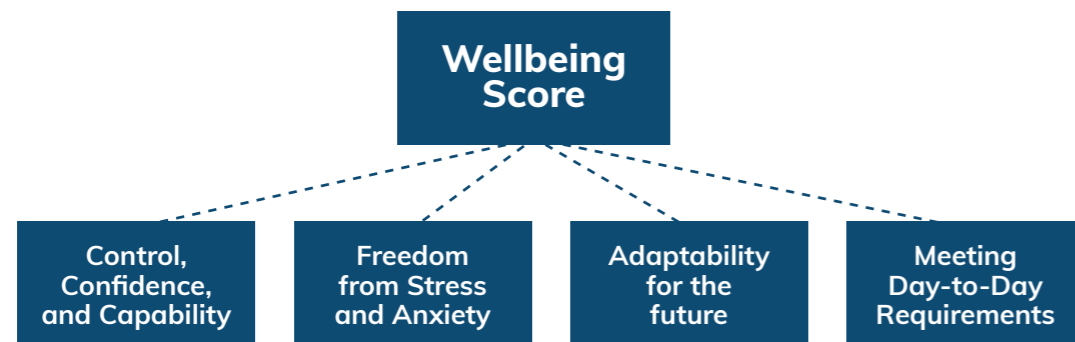 Wellbeing
Score
Control,
Confidence,
and Capability
Freedom
from Stress
and Anxiety
Adaptability
for the
future
Meeting
Day-to-Day
Requirements